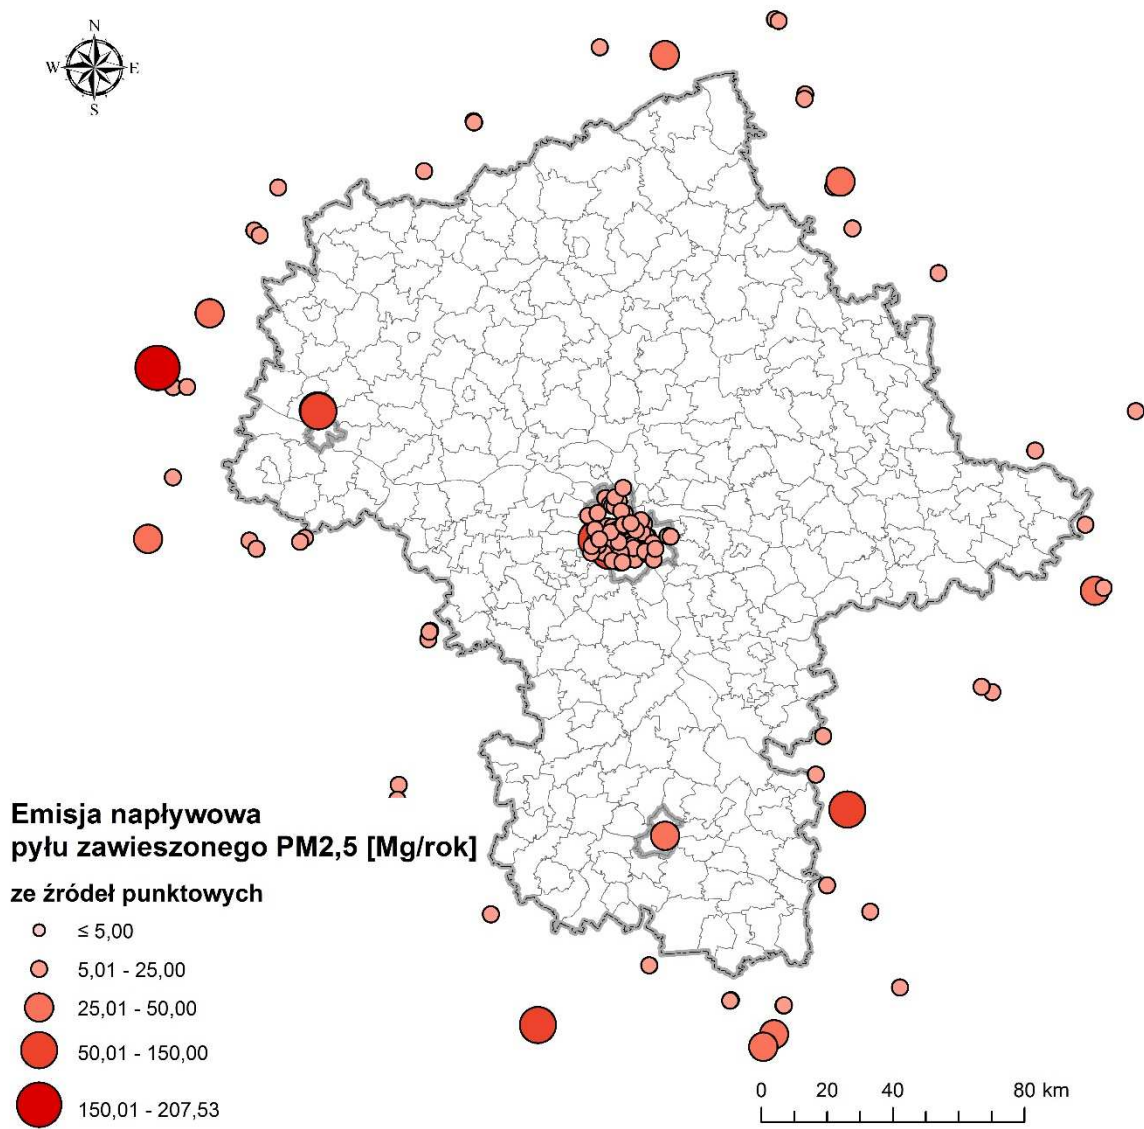 N
W E
S
Emisja napływowa
pyłu zawieszonego PM2,5 [Mg/rok]
ze źródeł punktowych
≤ 5,00
5,01 - 25,00
25,01 - 50,00
50,01 - 150,00
150,01 - 207,53
0 20 40 80 km